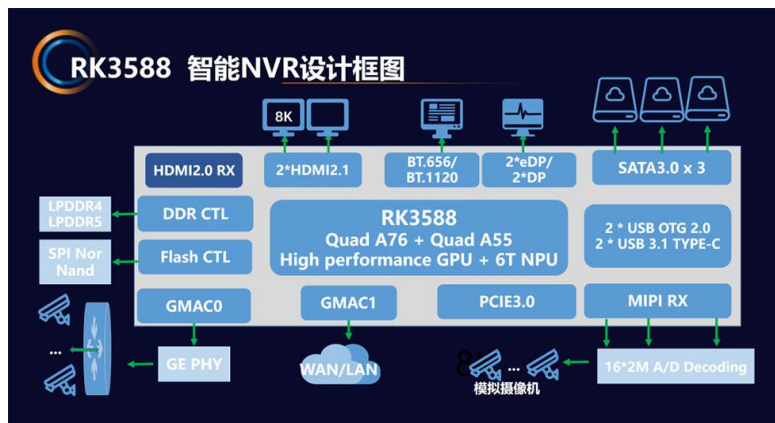 RK3588 智能NVR设计框图
8K
HDMI2.0 RX
2*HDMI2.1
BT.656/
BT.1120
2*eDP/
2*DP
SATA3.0 x 3
LPDDR4
LPDDR5
DDR CTL
RK3588
Quad A76 + Quad A55
High performance GPU + 6T NPU
2 * USB OTG 2.0
2 * USB 3.1 TYPE-C
SPI Nor
Nand
Flash CTL
GMAC0
GMAC1
PCIE3.0
MIPI RX
...
GE PHY
WAN/LAN
...
模拟摄像机
16*2M A/D Decoding